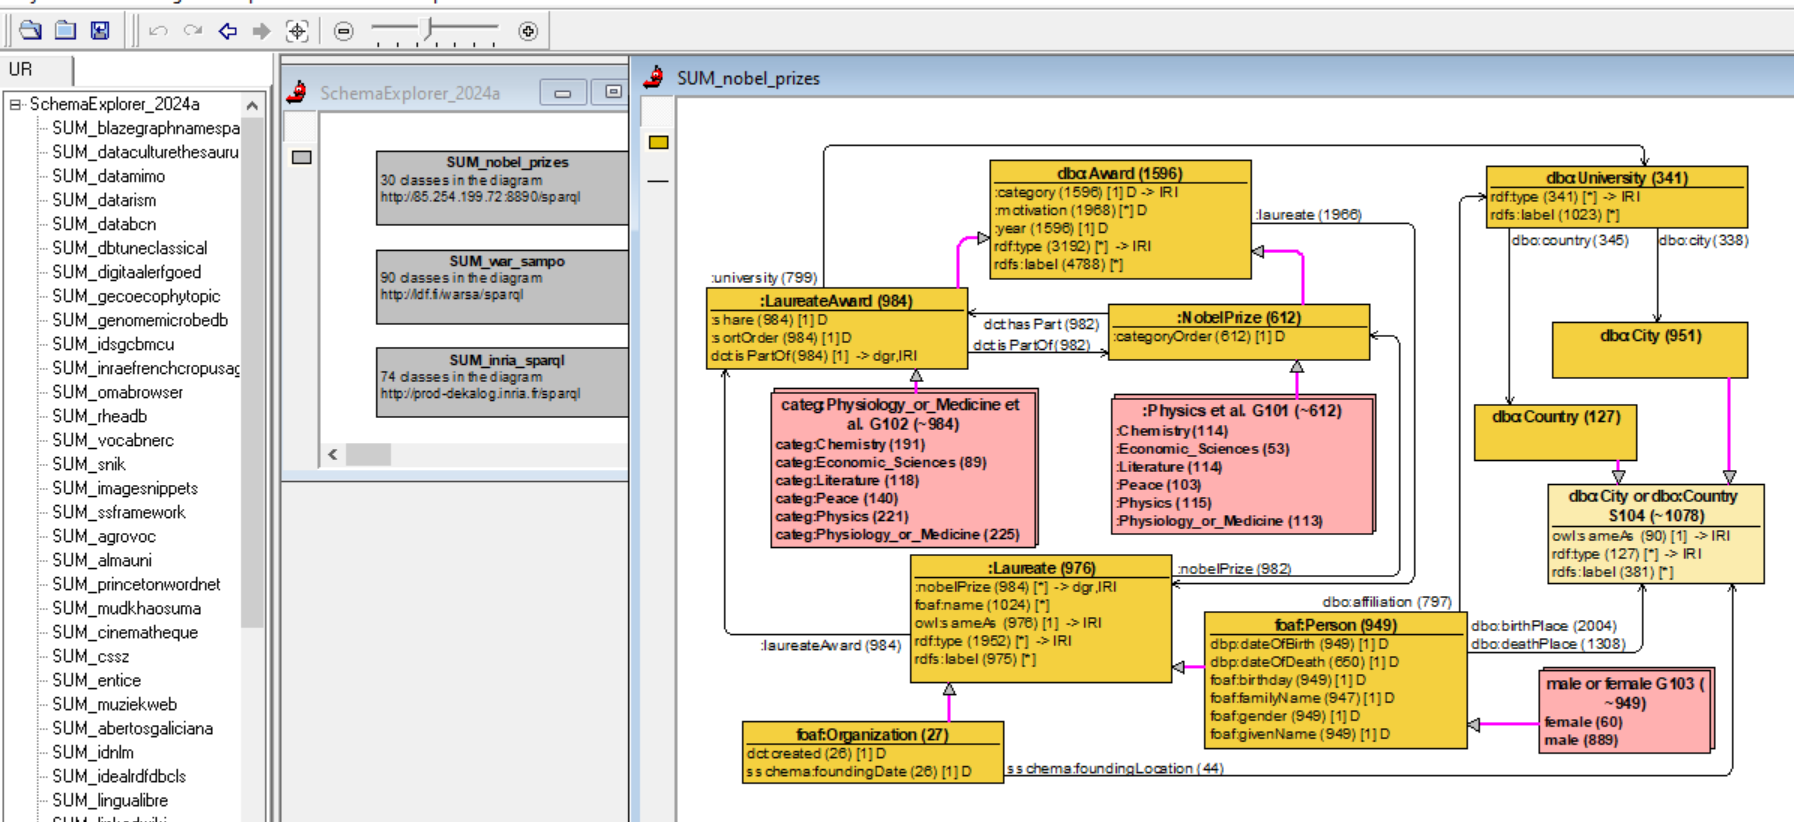 UR
SchemaExplorer_2024a
SUM_blazegraphnamespa
SUM_dataculturethesauru
SUM_datamimo
SUM_datarism
SUM_databcn
SUM_dbtuneclassical
SUM_digitaalerfgoed
SUM_gecoecophytopic
SUM_genomemicrobedb
SUM_idsgcbmcu
SUM_inraefrenchcropusag
SUM_omabrowser
SUM_rheadb
SUM_vocabnerc
SUM_snik
SUM_imagesnippets
SUM_ssframework
SUM_agrovoc
SUM_almauni
SUM_princetonwordnet
SUM_mudkhaosuma
SUM_cinematheque
SUM_cssz
SUM_entice
SUM_muziekweb
SUM_abertosgaliciana
SUM_idnlm
SUM_idealrdfdbcls
SUM_lingualibre
SchemaExplorer_2024a
SUM_nobel_prizes
30 classes in the diagram
http://85.254.199.72:8890/sparql
SUM_war_sampo
90 classes in the diagram
http://ldf.fi/warsa/sparql
SUM_inria_sparql
74 classes in the diagram
http://prod-dekalog.inria.fr/sparql
SUM_nobel_prizes
dbo:Award (1596)
:category (1596) [1] D -> IRI
:motivation (1968) [*] D
:year (1596) [1] D
rdf:type (3192) [*] -> IRI
rdfs:label (4788) [*]
dbo:University (341)
rdf:type (341) [*] -> IRI
rdfs:label (1023) [*]
:laureate (1966)
dbo:country (345)
dbo:city (338)
:university (799)
:LaureateAward (984)
:share (984) [1] D
:sortOrder (984) [1] D
dct:isPartOf (984) [1] -> dgr,IRI
dct:hasPart (982)
dct:isPartOf (982)
:NobelPrize (612)
:categoryOrder (612) [1] D
dbo:City (951)
dbo:Country (127)
categ:Physiology_or_Medicine et
al. G102 (~984)
categ:Chemistry (191)
categ:Economic_Sciences (89)
categ:Literature (118)
categ:Peace (140)
categ:Physics (221)
categ:Physiology_or_Medicine (225)
:Physics et al. G101 (~612)
:Chemistry (114)
:Economic_Sciences (53)
:Literature (114)
:Peace (103)
:Physics (115)
:Physiology_or_Medicine (113)
dbo:City or dbo:Country
S104 (~1078)
owl:sameAs (90) [1] -> IRI
rdf:type (127) [*] -> IRI
rdfs:label (381) [*]
:Laureate (976)
:nobelPrize (984) [*] -> dgr,IRI
foaf:name (1024) [*]
owl:sameAs (976) [1] -> IRI
rdf:type (1952) [*] -> IRI
rdfs:label (975) [*]
:nobelPrize (982)
:laureateAward (984)
dbo:affiliation (797)
foaf:Person (949)
dbp:dateOfBirth (949) [1] D
dbp:dateOfDeath (650) [1] D
foaf:birthday (949) [1] D
foaf:familyName (947) [1] D
foaf:gender (949) [1] D
foaf:givenName (949) [1] D
dbo:birthPlace (2004)
dbo:deathPlace (1308)
male or female G103 (
~949)
female (60)
male (889)
foaf:Organization (27)
dct:created (26) [1] D
ss chema:foundingDate (26) [1] D
ss chema:foundingLocation (44)